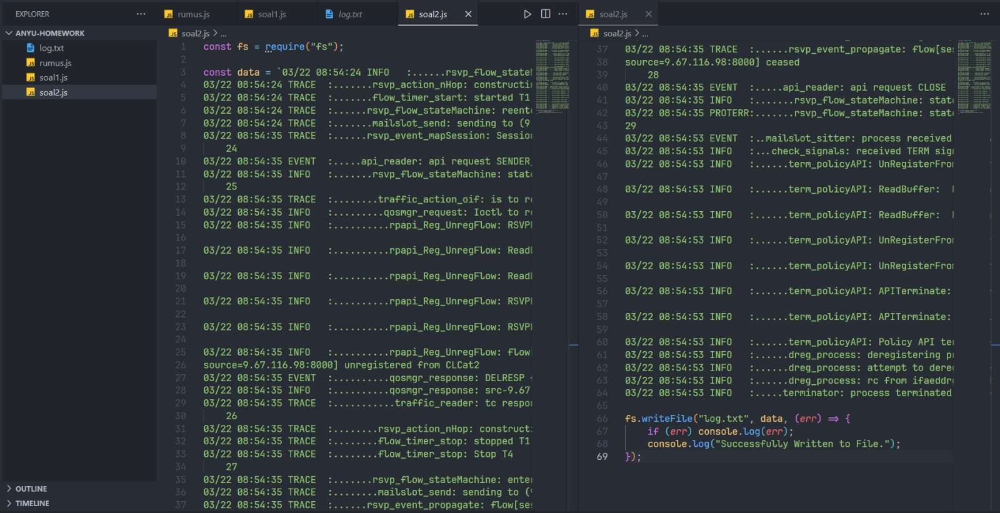 EXPLORER
ANYU-HOMEWORK
log.txt
rumus.js
soal1.js
soal2.js
OUTLINE
TIMELINE
rumus.js
soal1.js
log.txt
soal2.js
soal2.js > ...
1 const fs = require("fs");
2
3 const data = `03/22 08:54:24 INFO   :......rsvp_flow_state
4 03/22 08:54:24 TRACE  :.......rsvp_action_nHop: constructin
5 03/22 08:54:24 TRACE  :.......flow_timer_start: started T1
6 03/22 08:54:24 TRACE  :......rsvp_flow_stateMachine: reente
7 03/22 08:54:24 TRACE  :.......mailslot_send: sending to (9
8 03/22 08:54:35 TRACE  :......rsvp_event_mapSession: Session
9     24
10 03/22 08:54:35 EVENT  :.....api_reader: api request SENDER_
11 03/22 08:54:35 INFO   :.......rsvp_flow_stateMachine: state
12     25
13 03/22 08:54:35 TRACE  :........traffic_action_oif: is to re
14 03/22 08:54:35 INFO   :.........qosmgr_request: Ioctl to re
15 03/22 08:54:35 INFO   :..........rpapi_Reg_UnregFlow: RSVP
16
17 03/22 08:54:35 INFO   :..........rpapi_Reg_UnregFlow: Read
18
19 03/22 08:54:35 INFO   :..........rpapi_Reg_UnregFlow: Read
20
21 03/22 08:54:35 INFO   :..........rpapi_Reg_UnregFlow: RSVP
22
23 03/22 08:54:35 INFO   :..........rpapi_Reg_UnregFlow: RSVP
24
25 03/22 08:54:35 INFO   :..........rpapi_Reg_UnregFlow: flow
26 source=9.67.116.98:8000] unregistered from CLCat2
27 03/22 08:54:35 EVENT  :..........qosmgr_response: DELRESP
28 03/22 08:54:35 INFO   :..........qosmgr_response: src-9.67
29 03/22 08:54:35 TRACE  :...........traffic_reader: tc respon
30     26
31 03/22 08:54:35 TRACE  :........rsvp_action_nHop: constructi
32 03/22 08:54:35 TRACE  :........flow_timer_stop: stopped T1
33 03/22 08:54:35 TRACE  :........flow_timer_stop: Stop T4
34     27
35 03/22 08:54:35 TRACE  :.......rsvp_flow_stateMachine: enter
36 03/22 08:54:35 TRACE  :........mailslot_send: sending to (
37 03/22 08:54:35 TRACE  :......rsvp_event_propagate: flow[ses
soal2.js
soal2.js > ...
37 03/22 08:54:35 TRACE  :......rsvp_event_propagate: flow[ses
38 source=9.67.116.98:8000] ceased
39     28
40 03/22 08:54:35 EVENT  :.....api_reader: api request CLOSE
41 03/22 08:54:35 INFO   :.......rsvp_flow_stateMachine: state
42 03/22 08:54:35 PROTERR:.......rsvp_flow_stateMachine: state
43 29
44 03/22 08:54:53 EVENT  :..mailslot_sitter: process received
45 03/22 08:54:53 INFO   :...check_signals: received TERM sig
46 03/22 08:54:53 INFO   :......term_policyAPI: UnRegisterFro
47
48 03/22 08:54:53 INFO   :......term_policyAPI: ReadBuffer:
49
50 03/22 08:54:53 INFO   :......term_policyAPI: ReadBuffer:
51
52 03/22 08:54:53 INFO   :......term_policyAPI: UnRegisterFro
53
54 03/22 08:54:53 INFO   :......term_policyAPI: UnRegisterFro
55
56 03/22 08:54:53 INFO   :......term_policyAPI: APITerminate:
57
58 03/22 08:54:53 INFO   :......term_policyAPI: APITerminate:
59
60 03/22 08:54:53 INFO   :......term_policyAPI: Policy API te
61 03/22 08:54:53 INFO   :......dreg_process: deregistering p
62 03/22 08:54:53 INFO   :......dreg_process: attempt to dere
63 03/22 08:54:53 INFO   :......dreg_process: rc from ifaeddr
64 03/22 08:54:53 INFO   :.....terminator: process terminated
65
66 fs.writeFile("log.txt", data, (err) => {
67     if (err) console.log(err);
68     console.log("Successfully Written to File.");
69 });